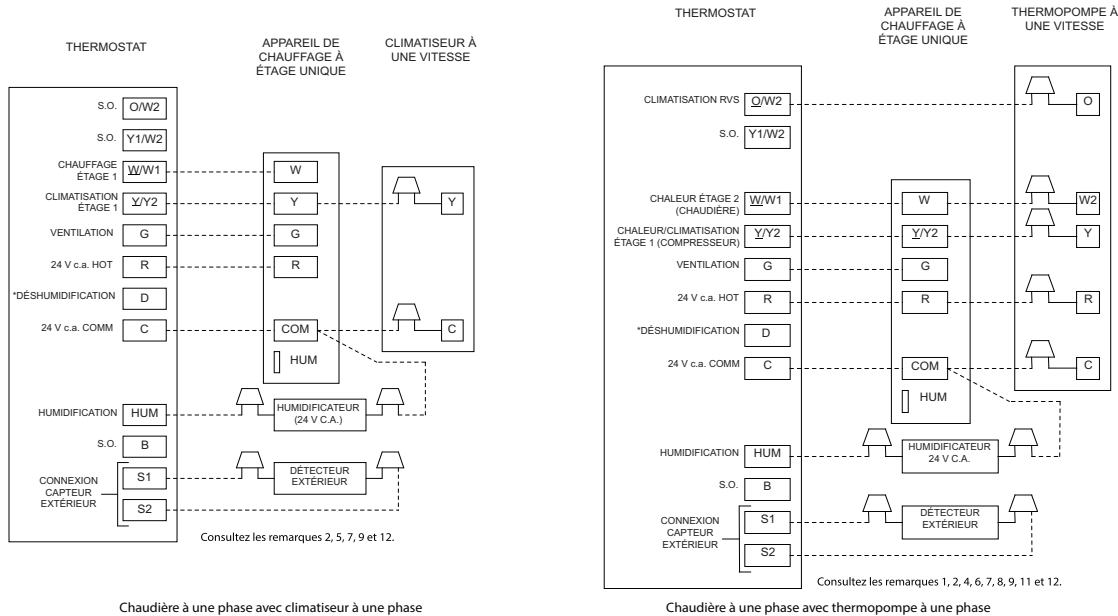 THERMOSTAT
APPAREIL DE
CHAUFFAGE À
ÉTAGE UNIQUE
CLIMATISEUR À
UNE VITESSE
S.O. O/W2
S.O. Y1/W2
CHAUFFAGE
ÉTAGE 1
W/W1
W
CLIMATISATION
ÉTAGE 1
Y/Y2
Y
Y
VENTILATION
G
G
24 V c.a. HOT
R
R
*DÉSHUMIDIFICATION
D
24 V c.a. COMM
C
COM
C
HUM
HUMIDIFICATION
HUM
HUMIDIFICATEUR
(24 V C.A.)
S.O.
B
CONNEXION
CAPTEUR
EXTÉRIEUR
S1
DÉTECTEUR
EXTÉRIEUR
S2
Consultez les remarques 2, 5, 7, 9 et 12.
Chaudière à une phase avec climatiseur à une phase
THERMOSTAT
APPAREIL DE
CHAUFFAGE À
ÉTAGE UNIQUE
THERMOPOMPE À
UNE VITESSE
CLIMATISATION RVS
O/W2
O
S.O.
Y1/W2
CHALEUR ÉTAGE 2
(CHAUDIÈRE)
W/W1
W
W2
CHALEUR/CLIMATISATION
ÉTAGE 1 (COMPRESSEUR)
Y/Y2
Y/Y2
Y
VENTILATION
G
G
24 V c.a. HOT
R
R
R
*DÉSHUMIDIFICATION
D
24 V c.a. COMM
C
COM
C
HUM
HUMIDIFICATION
HUM
HUMIDIFICATEUR
24 V C.A.
S.O.
B
CONNEXION
CAPTEUR
EXTÉRIEUR
S1
DÉTECTEUR
EXTÉRIEUR
S2
Consultez les remarques 1, 2, 4, 6, 7, 8, 9, 11 et 12.
Chaudière à une phase avec thermopompe à une phase